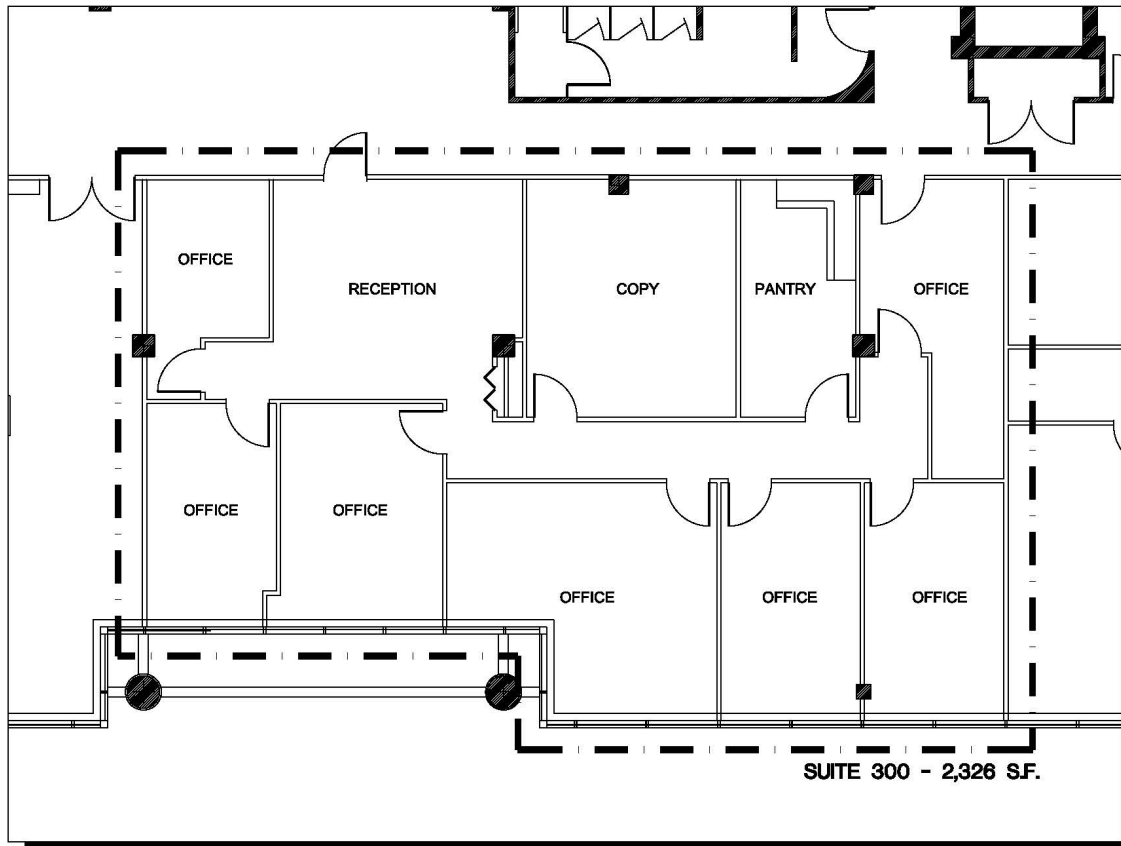 OFFICE
RECEPTION
COPY
PANTRY
OFFICE
OFFICE
OFFICE
OFFICE
OFFICE
OFFICE
SUITE 300 - 2,326 S.F.